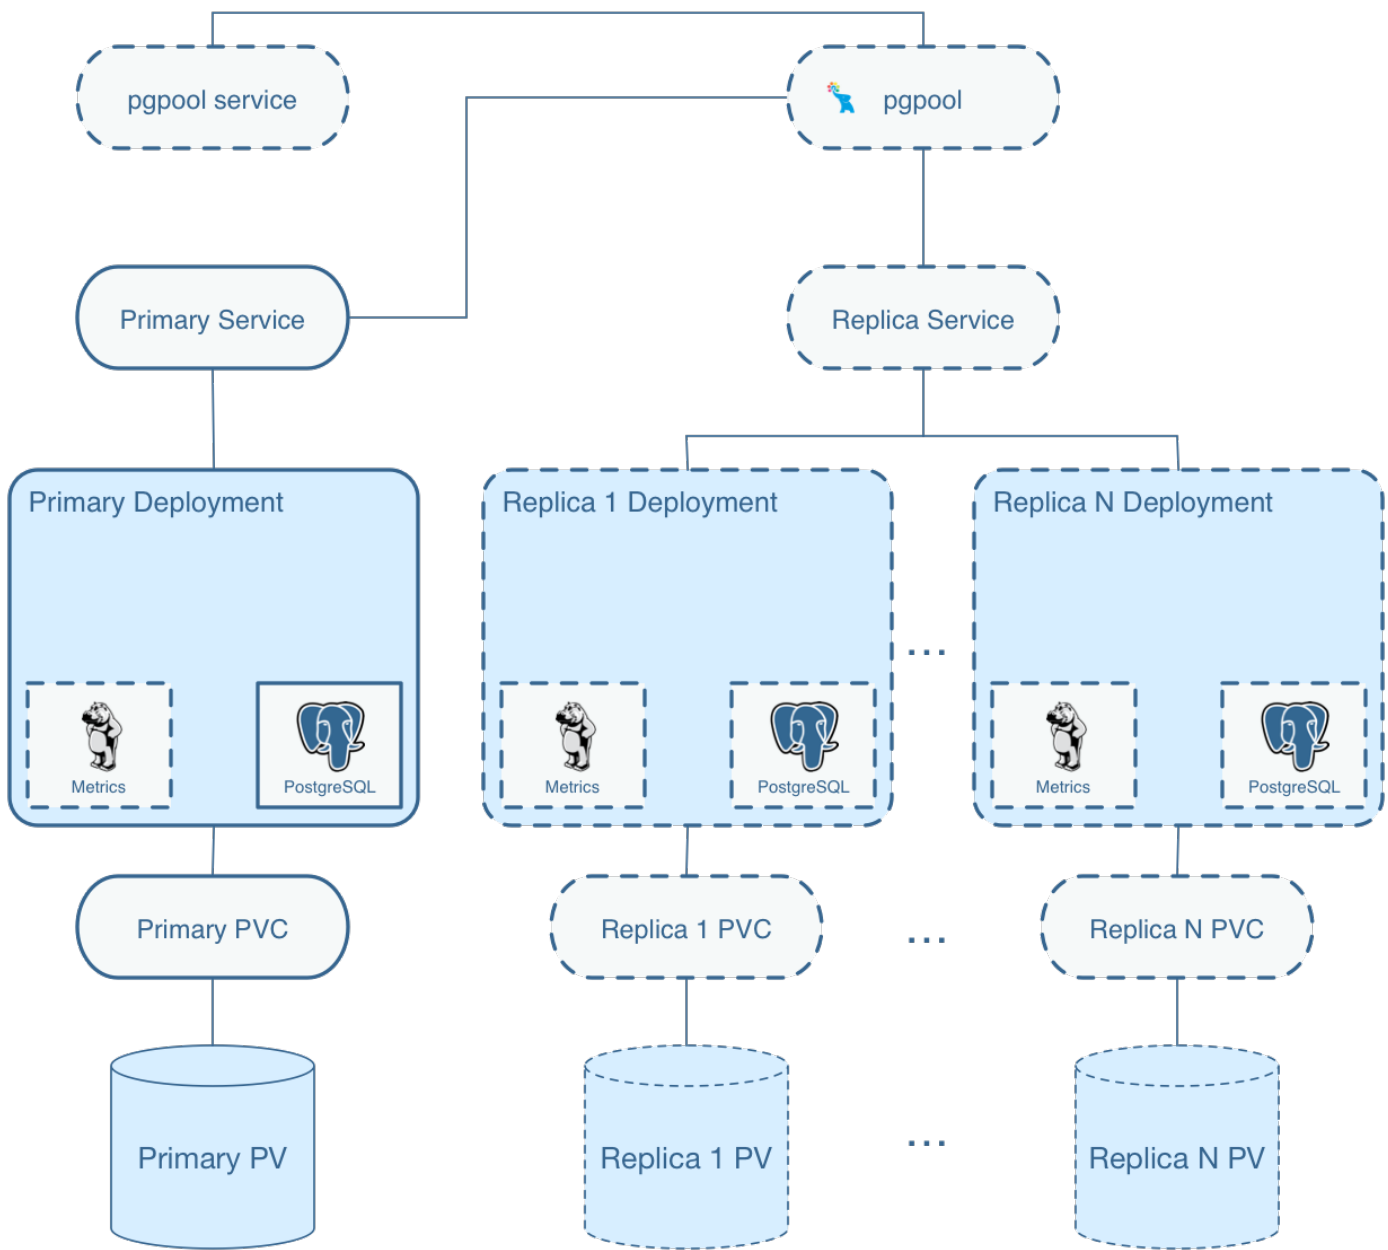 pgpool service
pgpool
Primary Service
Replica Service
Primary Deployment
Replica 1 Deployment
Replica N Deployment
...
Metrics
PostgreSQL
Metrics
PostgreSQL
Metrics
PostgreSQL
Primary PVC
Replica 1 PVC
...
Replica N PVC
Primary PV
Replica 1 PV
...
Replica N PV